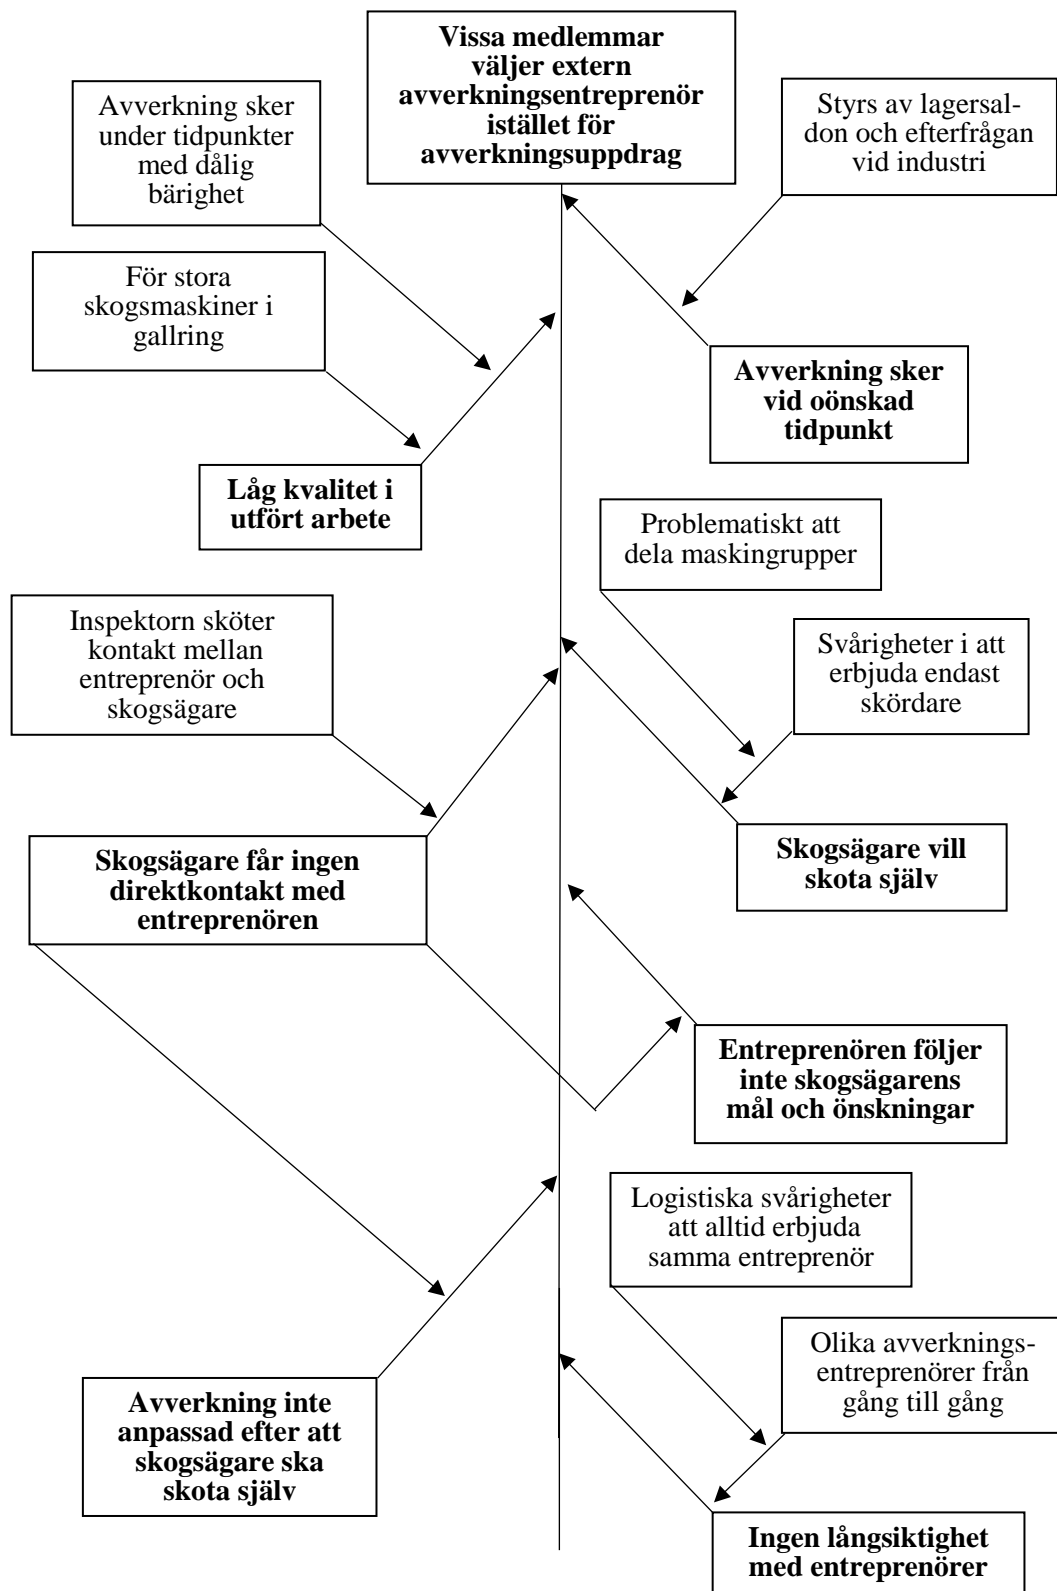 Vissa medlemmar
väljer extern
avverkningsentreprenör
istället för
avverkningsuppdrag
Avverkning sker
under tidpunkter
med dålig
bärighet
Styrs av lagersal-
don och efterfrågan
vid industri
För stora
skogsmaskiner i
gallring
Avverkning sker
vid oönskad
tidpunkt
Låg kvalitet i
utfört arbete
Problematiskt att
dela maskingrupper
Inspektorn sköter
kontakt mellan
entreprenör och
skogsägare
Svårigheter i att
erbjuda endast
skördare
Skogsägare får ingen
direktkontakt med
entreprenören
Skogsägare vill
skota själv
Entreprenören följer
inte skogsägarens
mål och önskningar
Logistiska svårigheter
att alltid erbjuda
samma entreprenör
Olika avverknings-
entreprenörer från
gång till gång
Avverkning inte
anpassad efter att
skogsägare ska
skota själv
Ingen långsiktighet
med entreprenörer